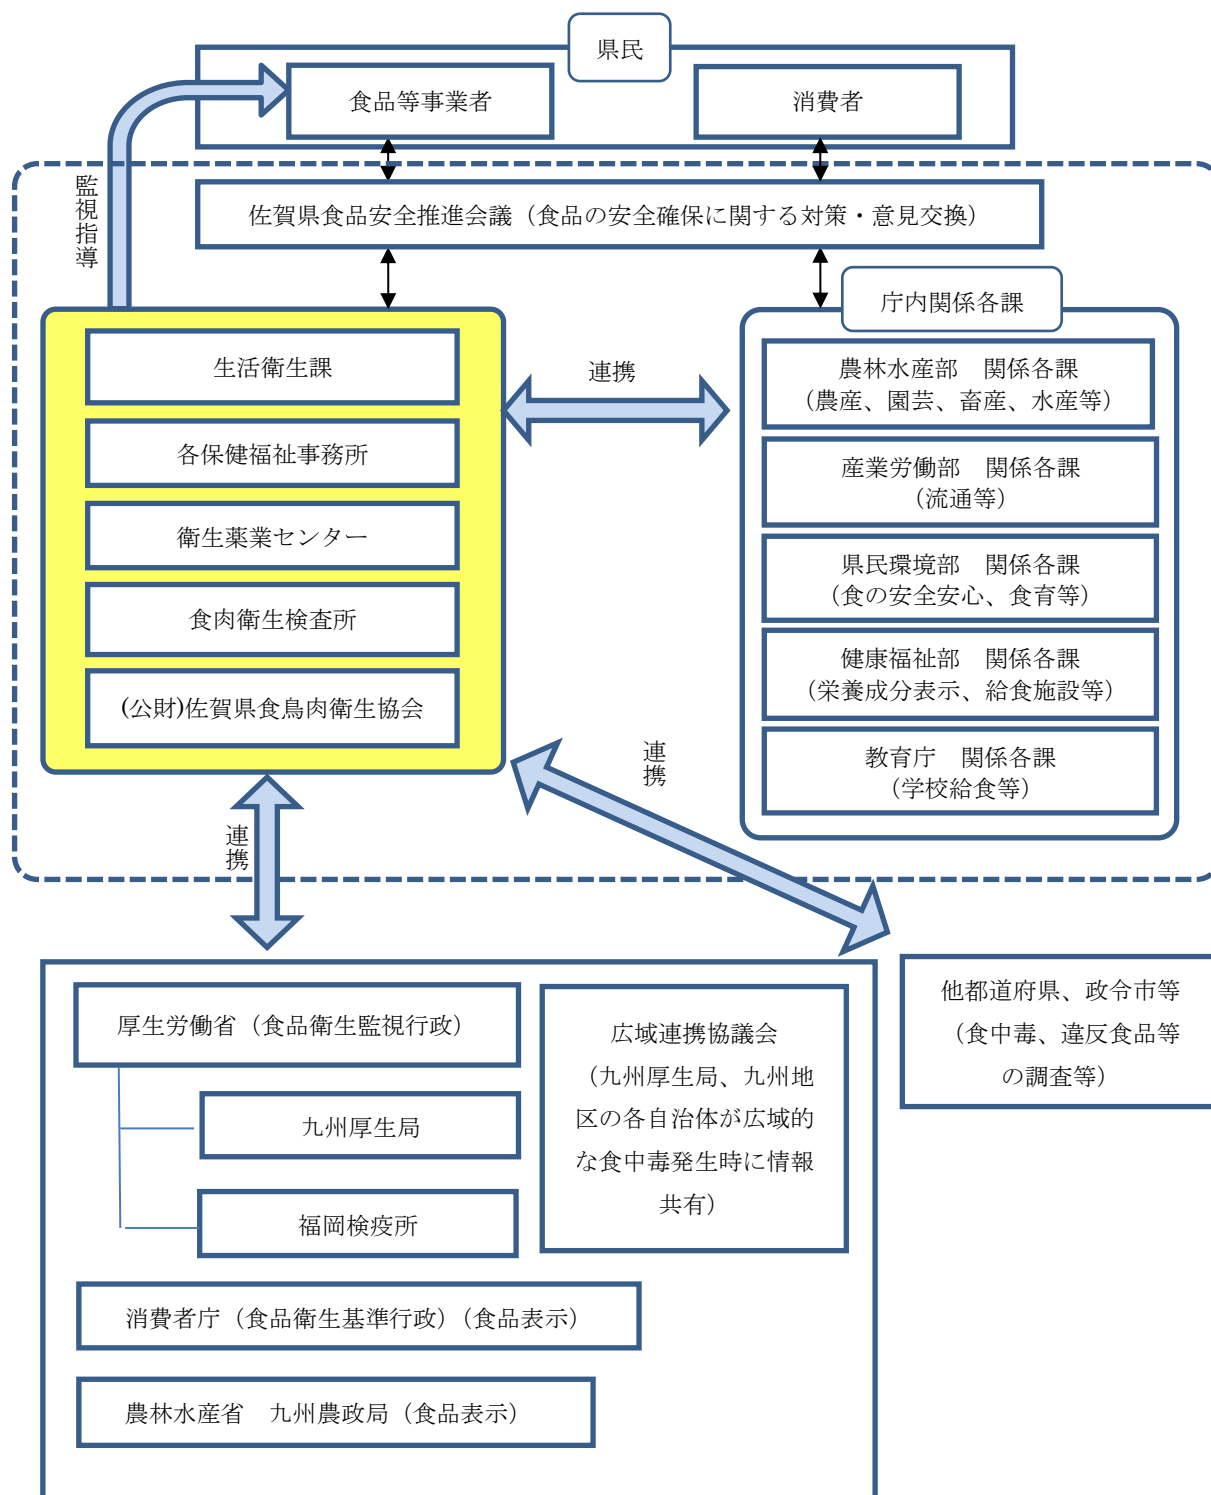 県民
食品等事業者
消費者
監視指導
佐賀県食品安全推進会議（食品の安全確保に関する対策・意見交換）
生活衛生課
各保健福祉事務所
衛生薬業センター
食肉衛生検査所
(公財)佐賀県食鳥肉衛生協会
連携
庁内関係各課
農林水産部　関係各課
（農産、園芸、畜産、水産等）
産業労働部　関係各課
（流通等）
県民環境部　関係各課
（食の安全安心、食育等）
健康福祉部　関係各課
（栄養成分表示、給食施設等）
教育庁　関係各課
（学校給食等）
連携
連携
厚生労働省（食品衛生監視行政）
九州厚生局
福岡検疫所
広域連携協議会
（九州厚生局、九州地
区の各自治体が広域的
な食中毒発生時に情報
共有）
他都道府県、政令市等
（食中毒、違反食品等
の調査等）
消費者庁（食品衛生基準行政）（食品表示）
農林水産省　九州農政局（食品表示）